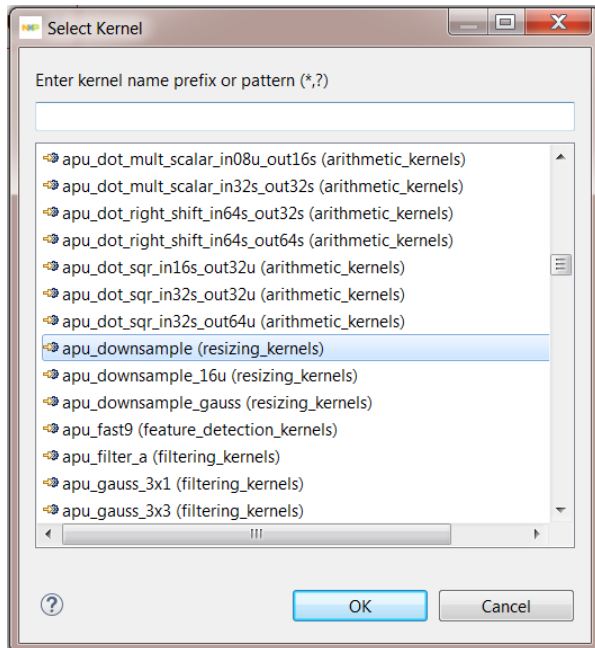 NXP Select Kernel
Enter kernel name prefix or pattern (*,?)
apu_dot_mult_scalar_in08u_out16s (arithmetic_kernels)
apu_dot_mult_scalar_in32s_out32s (arithmetic_kernels)
apu_dot_right_shift_in64s_out32s (arithmetic_kernels)
apu_dot_right_shift_in64s_out64s (arithmetic_kernels)
apu_dot_sqr_in16s_out32u (arithmetic_kernels)
apu_dot_sqr_in32s_out32u (arithmetic_kernels)
apu_dot_sqr_in32s_out64u (arithmetic_kernels)
apu_downsample (resizing_kernels)
apu_downsample_16u (resizing_kernels)
apu_downsample_gauss (resizing_kernels)
apu_fast9 (feature_detection_kernels)
apu_filter_a (filtering_kernels)
apu_gauss_3x1 (filtering_kernels)
apu_gauss_3x3 (filtering_kernels)
? OK Cancel